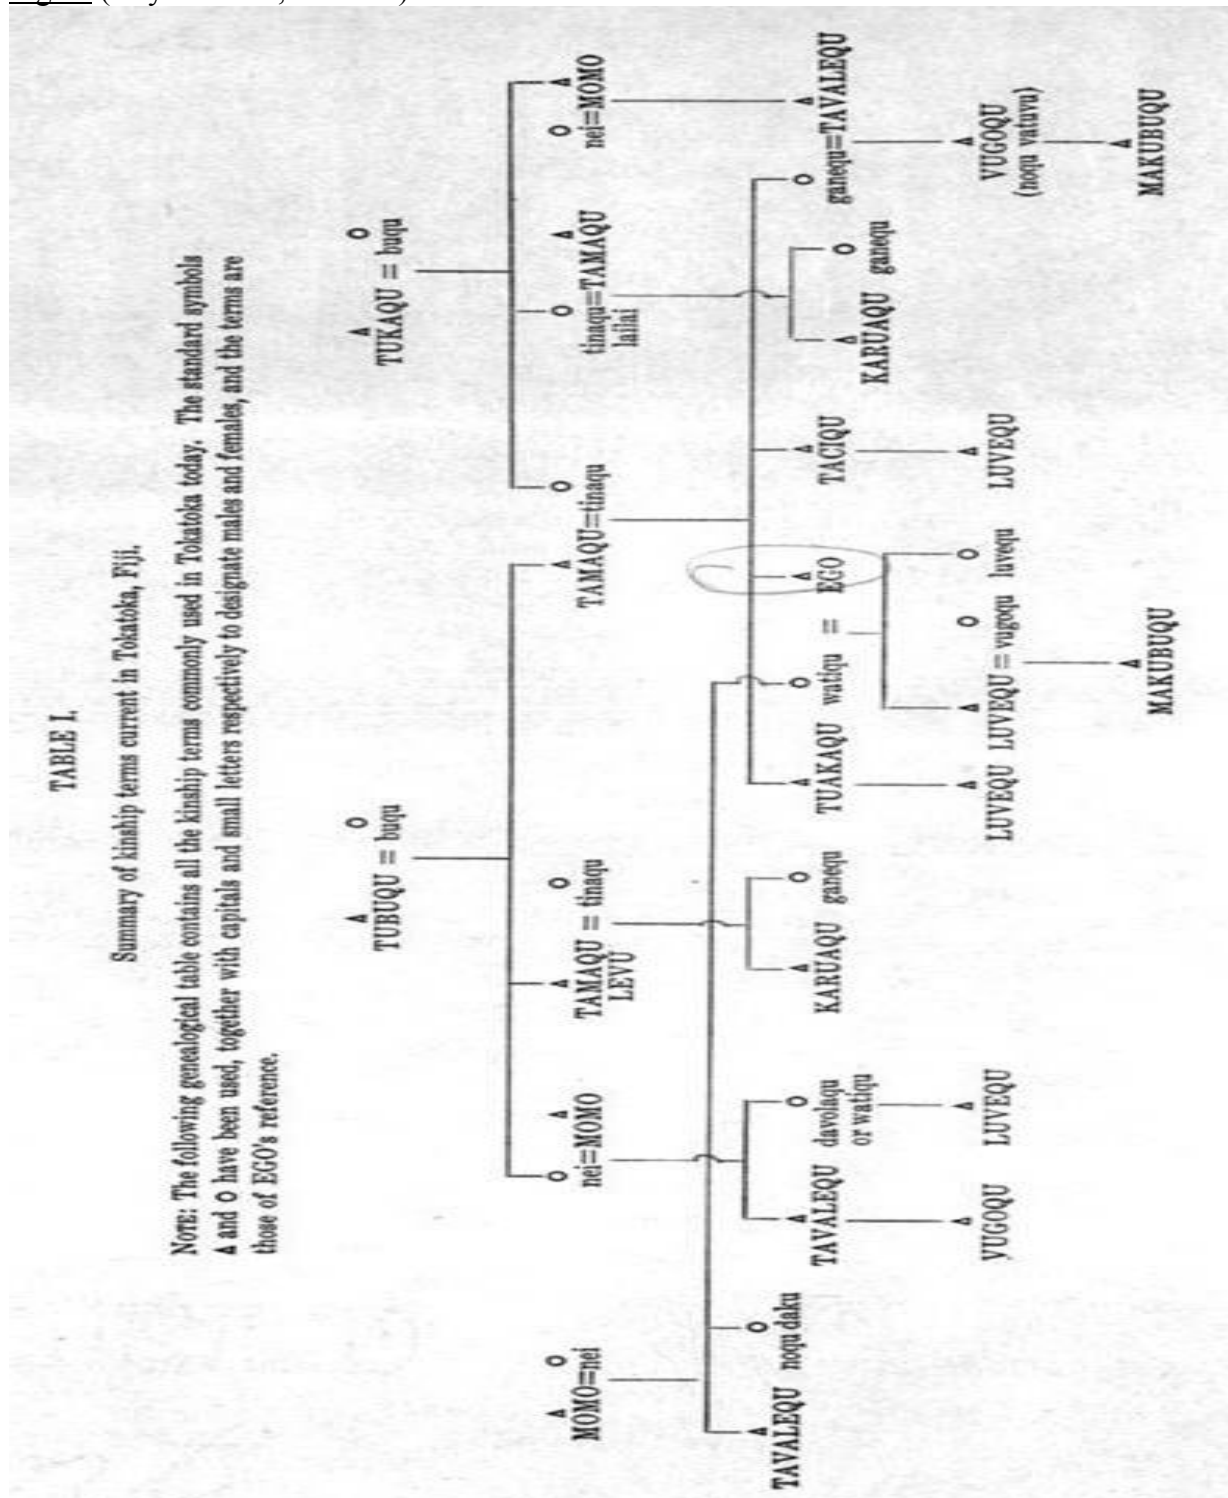 TABLE I.
Summary of kinship terms current in Tokatoka, Fiji.
NOTE: The following genealogical table contains all the kinship terms commonly used in Tokatoka today. The standard symbols
▲ and O have been used, together with capitals and small letters respectively to designate males and females, and the terms are
those of EGO's reference.
TUBUQU = buqu TUKAQU = buqu
MOMO=nei nei=MOMO TAMAQU = tinaqu TAMAQU=tinaqu tinaqu=TAMAQU nei=MOMO
LEVU lailai
TAVALEQU noqu daku TAVALEQU davolaqu KARUAQU ganequ TUAKAQU watiqu = EGO TACIQU KARUAQU ganequ ganequ=TAVALEQU
or watiqu
VUGOQU LUVEQU LUVEQU LUVEQU = vugoqu luvequ LUVEQU VUGOQU
(noqu vatuvu)
MAKUBUQU MAKUBUQU